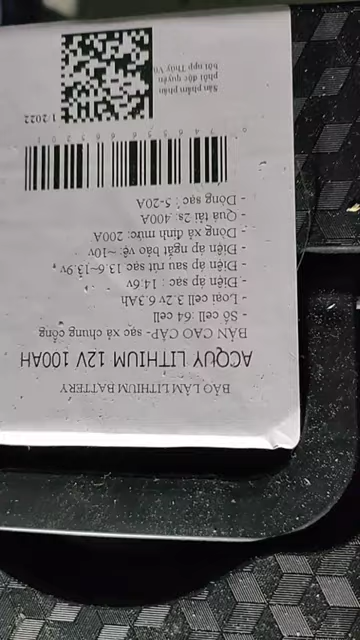 BẢO LÂM LITHIUM BATTERY
ACQUY LITHIUM 12V 100AH
BẢN CAO CẤP- sạc xả chung cổng
- Số cell :64 cell
- Loại cell 3.2v 6.3Ah
- Điện áp sạc : 14.6v
- Điện áp sau rút sạc 13.6~13.9v
- Điện áp ngắt bảo vệ: ~10v
- Dòng xả định mức: 200A
- Quá tải 2s: 400A
- Dòng sạc : 5-20A
Sản phẩm phân
phối độc quyền
bởi npp Thủy Võ
1/2022